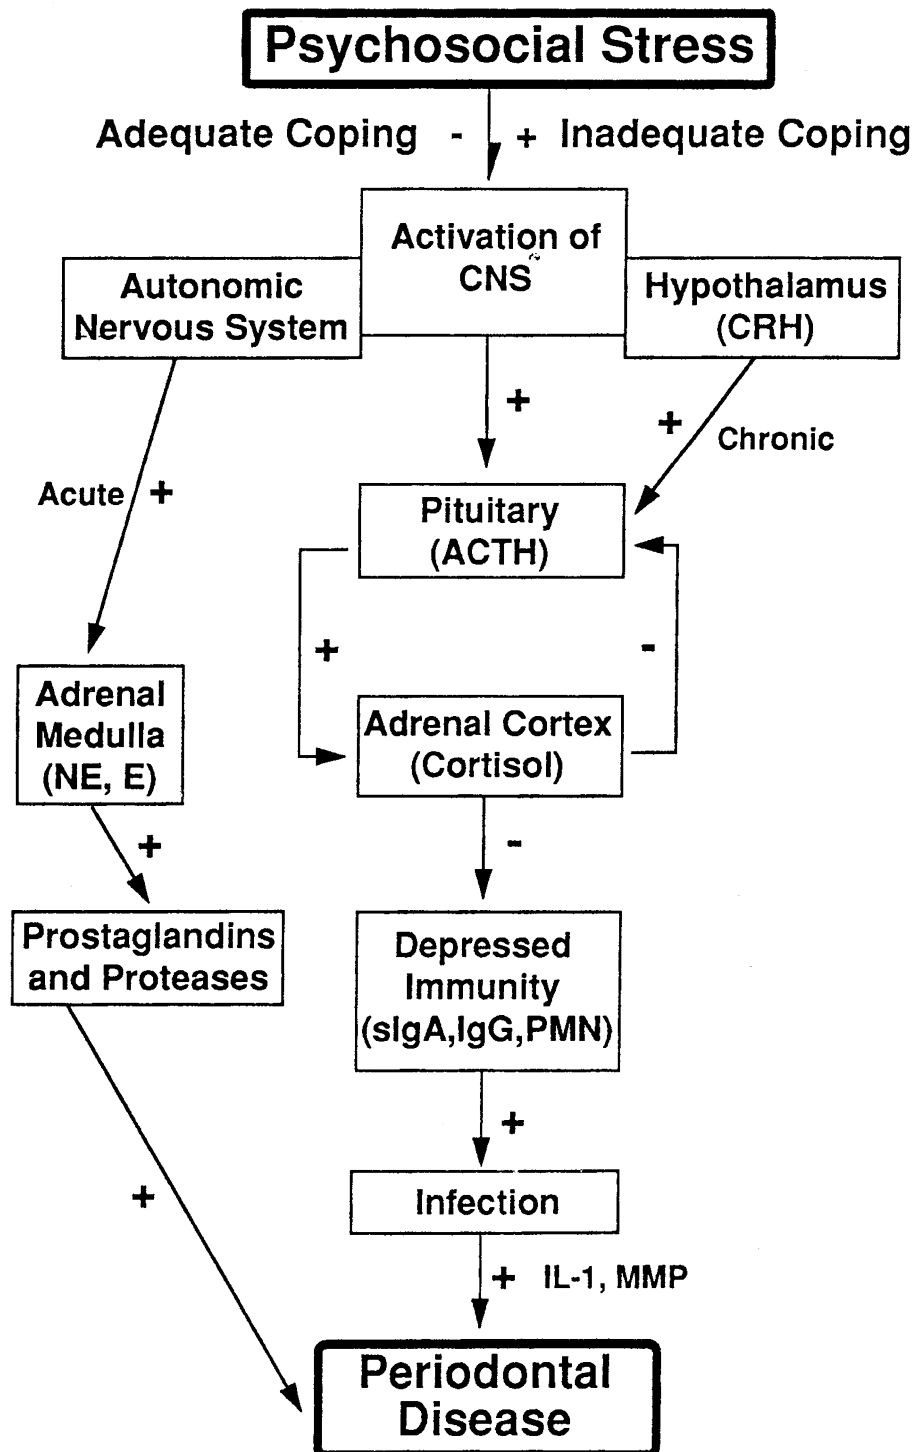 Psychosocial Stress
Adequate Coping - + Inadequate Coping
Activation of
CNS
Autonomic
Nervous System
Hypothalamus
(CRH)
+
+
Chronic
Acute +
Pituitary
(ACTH)
+
-
Adrenal
Medulla
(NE, E)
Adrenal Cortex
(Cortisol)
+
-
Prostaglandins
and Proteases
Depressed
Immunity
(sIgA,IgG,PMN)
+
+
Infection
+ IL-1, MMP
Periodontal
Disease